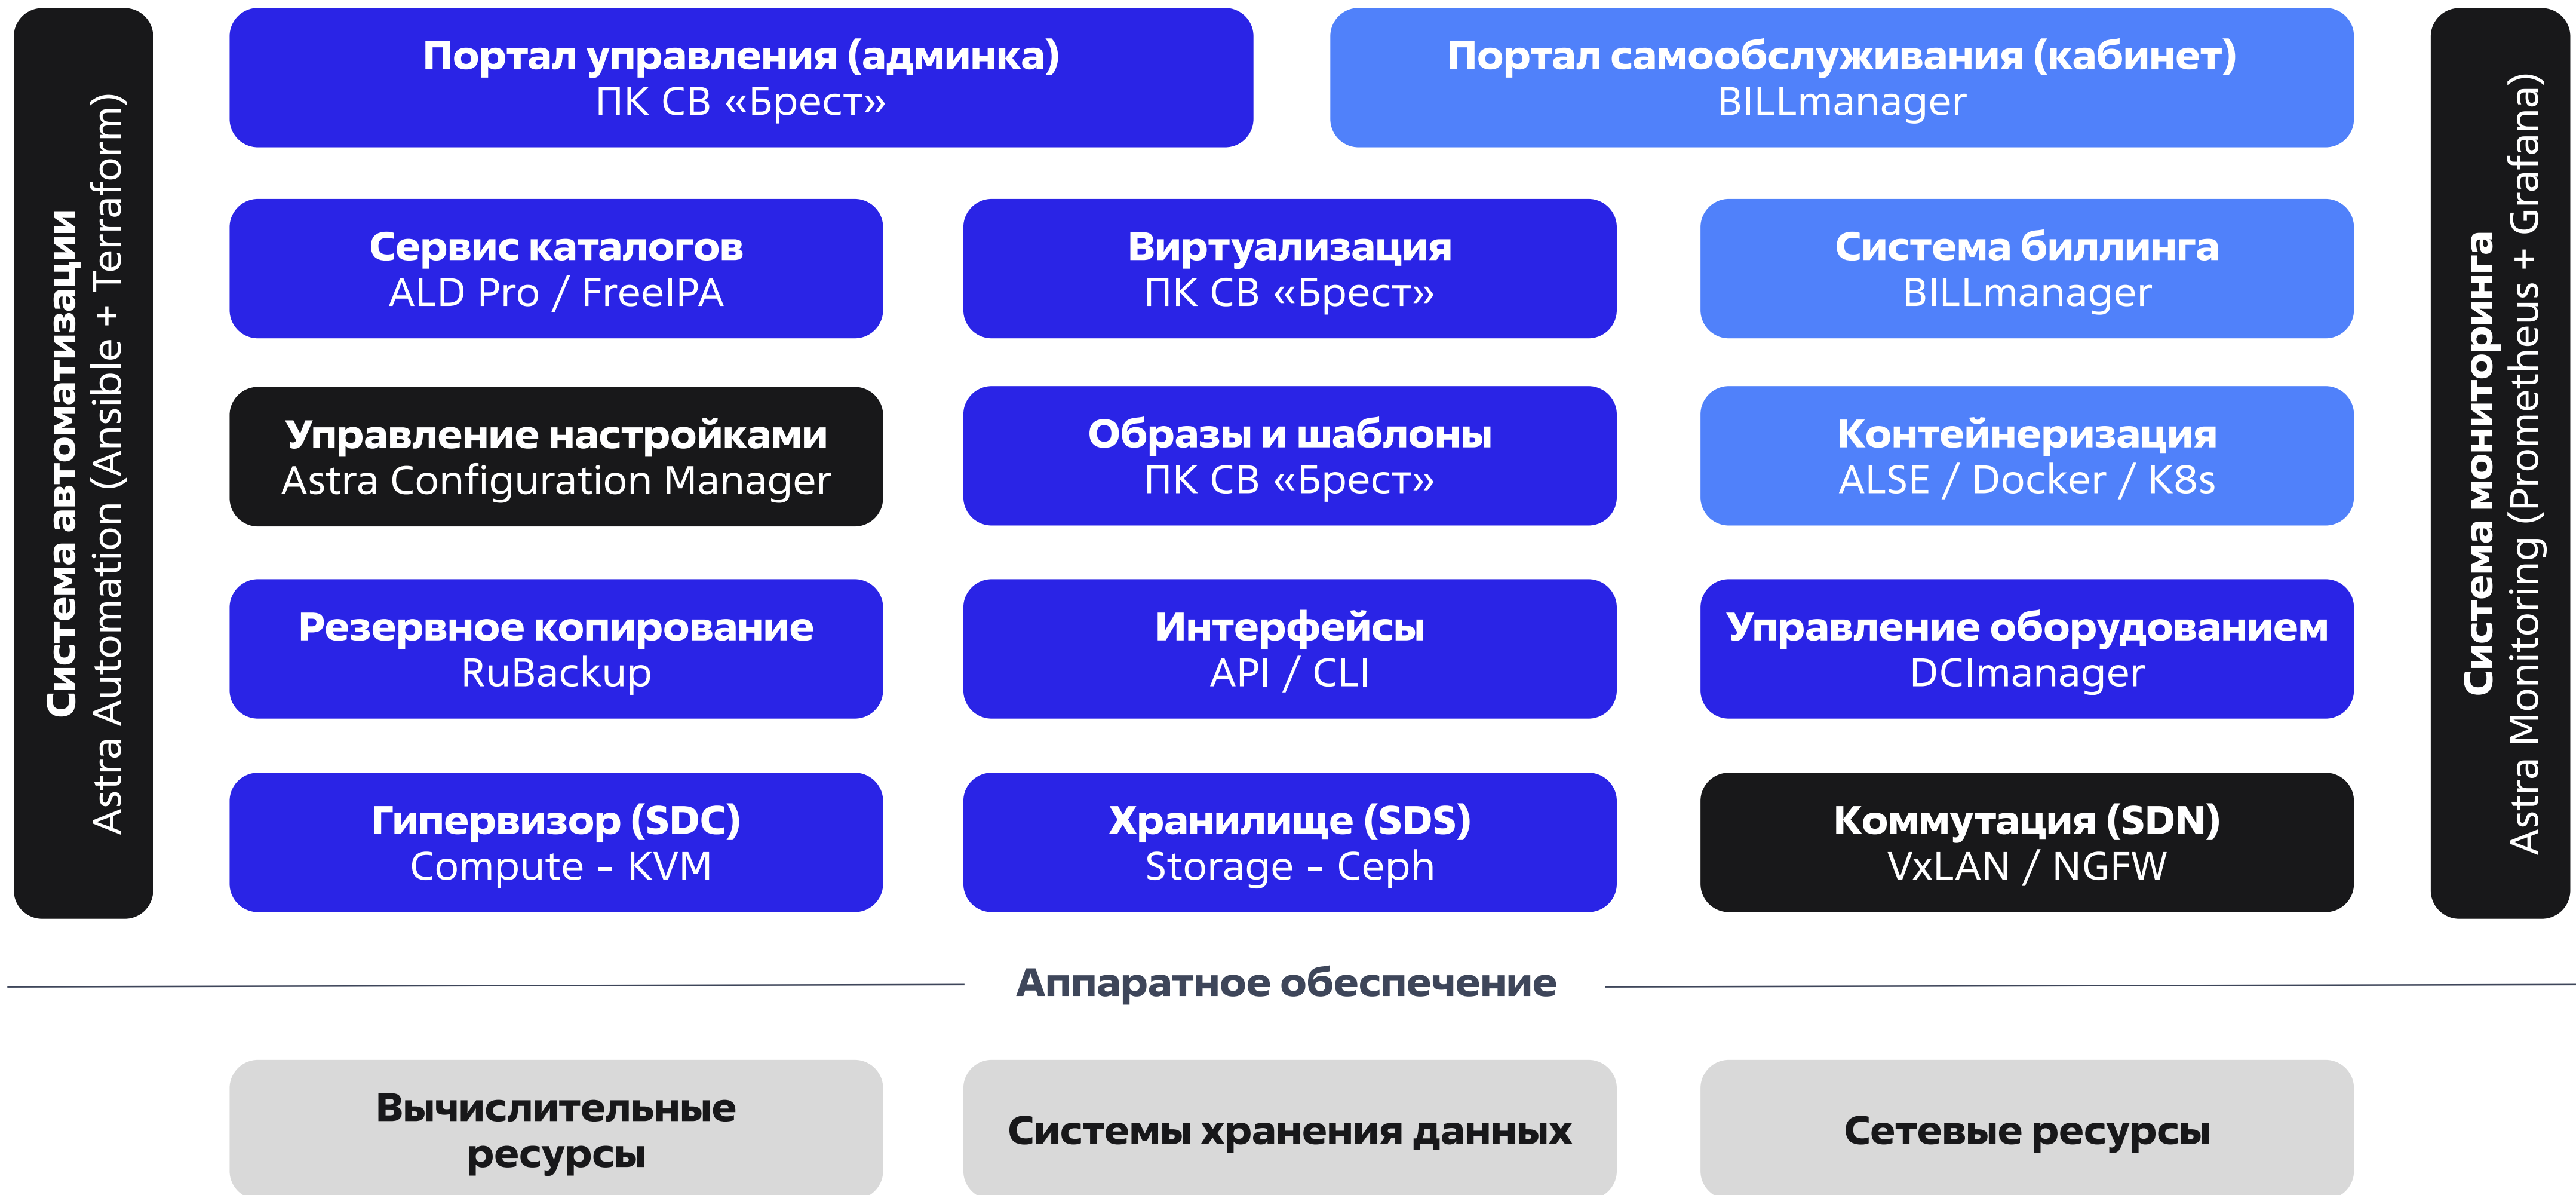 Система автоматизации
Astra Automation (Ansible + Terraform)
Портал управления (админка)
ПК СВ «Брест»
Портал самообслуживания (кабинет)
BILLmanager
Сервис каталогов
ALD Pro / FreeIPA
Виртуализация
ПК СВ «Брест»
Система биллинга
BILLmanager
Управление настройками
Astra Configuration Manager
Образы и шаблоны
ПК СВ «Брест»
Контейнеризация
ALSE / Docker / K8s
Резервное копирование
RuBackup
Интерфейсы
API / CLI
Управление оборудованием
DCImanager
Гипервизор (SDC)
Compute – KVM
Хранилище (SDS)
Storage – Ceph
Коммутация (SDN)
VxLAN / NGFW
Система мониторинга
Astra Monitoring (Prometheus + Grafana)
Аппаратное обеспечение
Вычислительные
ресурсы
Системы хранения данных
Сетевые ресурсы